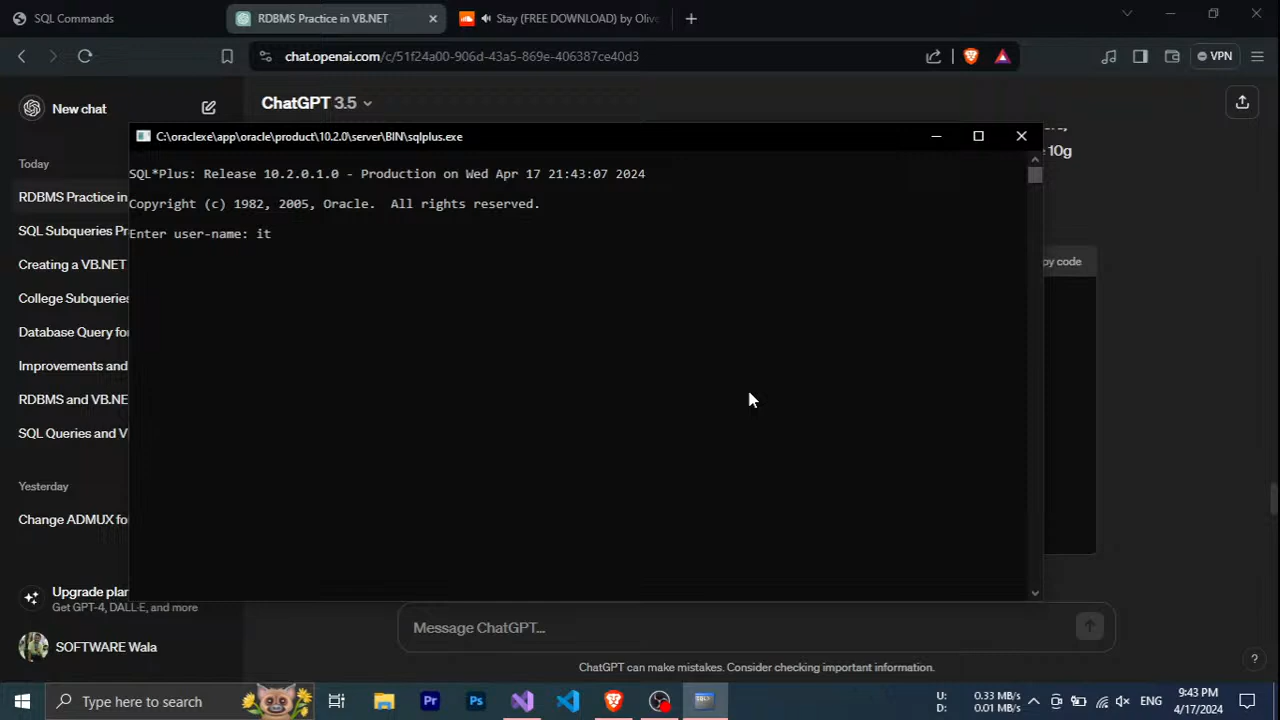 SQL Commands
RDBMS Practice in VB.NET
Stay (FREE DOWNLOAD) by Olive
chat.openai.com/c/51f24a00-906d-43a5-869e-406387ce40d3
VPN
New chat
ChatGPT 3.5
C:\oraclexe\app\oracle\product\10.2.0\server\BIN\sqlplus.exe
e 10g
Today
SQL*Plus: Release 10.2.0.1.0 - Production on Wed Apr 17 21:43:07 2024
RDBMS Practice in
Copyright (c) 1982, 2005, Oracle.  All rights reserved.
SQL Subqueries Pr
Enter user-name: it
Creating a VB.NET
py code
College Subqueries
Database Query for
Improvements and
RDBMS and VB.NE
SQL Queries and V
Yesterday
Change ADMUX fo
Upgrade plan
Get GPT-4, DALL·E, and more
SOFTWARE Wala
Message ChatGPT...
ChatGPT can make mistakes. Consider checking important information.
?
Type here to search
Pr
Ps
U: 0.33 MB/s
D: 0.01 MB/s
ENG
9:43 PM
4/17/2024